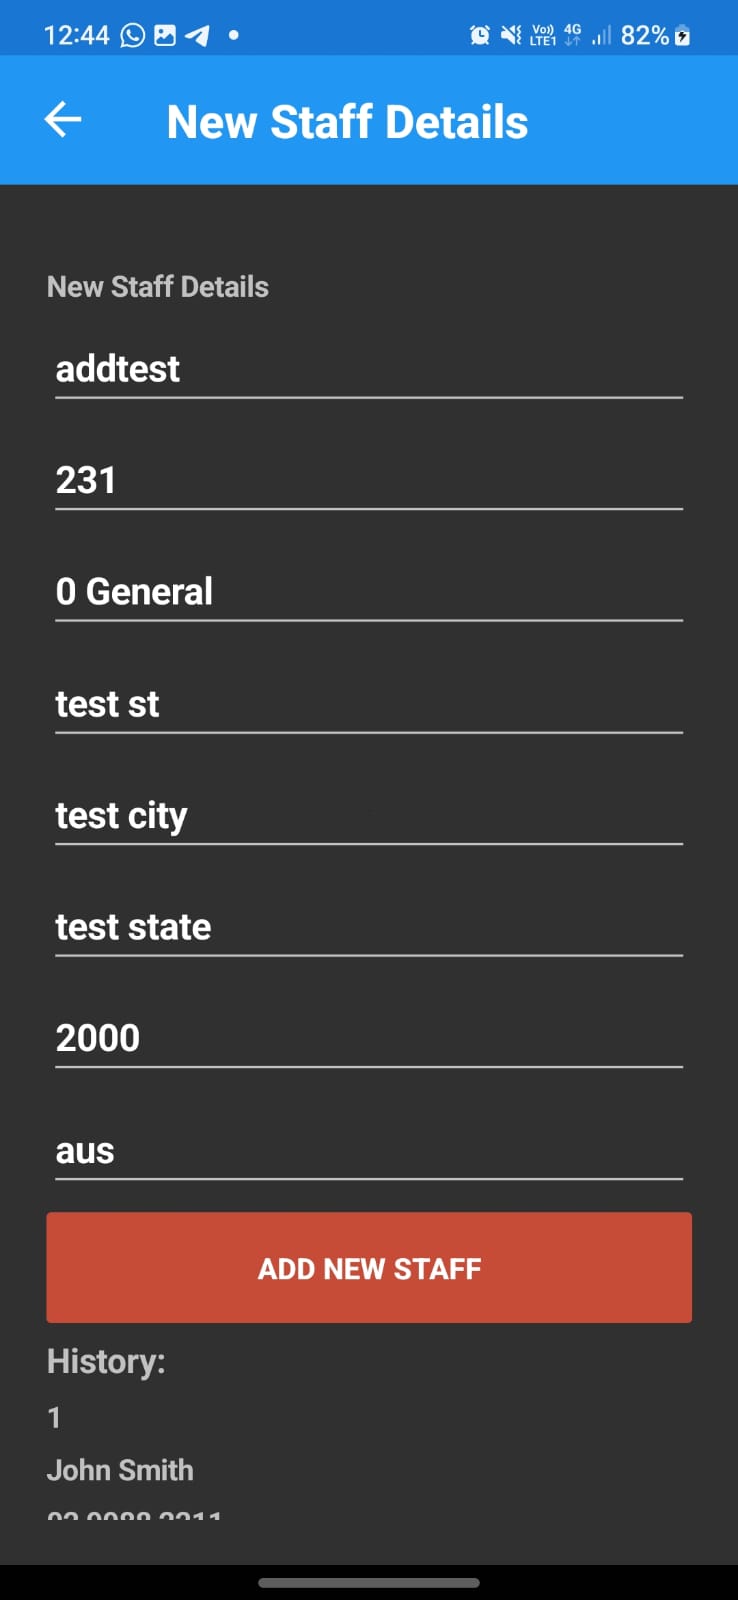 12:44
Vo)) 4G
LTE1
82%
New Staff Details
New Staff Details
addtest
231
0 General
test st
test city
test state
2000
aus
ADD NEW STAFF
History:
1
John Smith